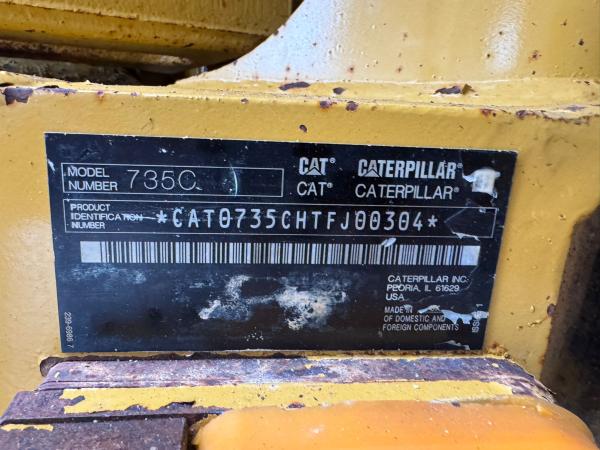 MODEL NUMBER 735C
CAT® CATERPILLAR
CAT® CATERPILLAR
PRODUCT IDENTIFICATION NUMBER *CAT0735CHTFJ00304*
CATERPILLAR INC.
PEORIA, IL 61629
USA
MADE IN
OF DOMESTIC AND
FOREIGN COMPONENTS